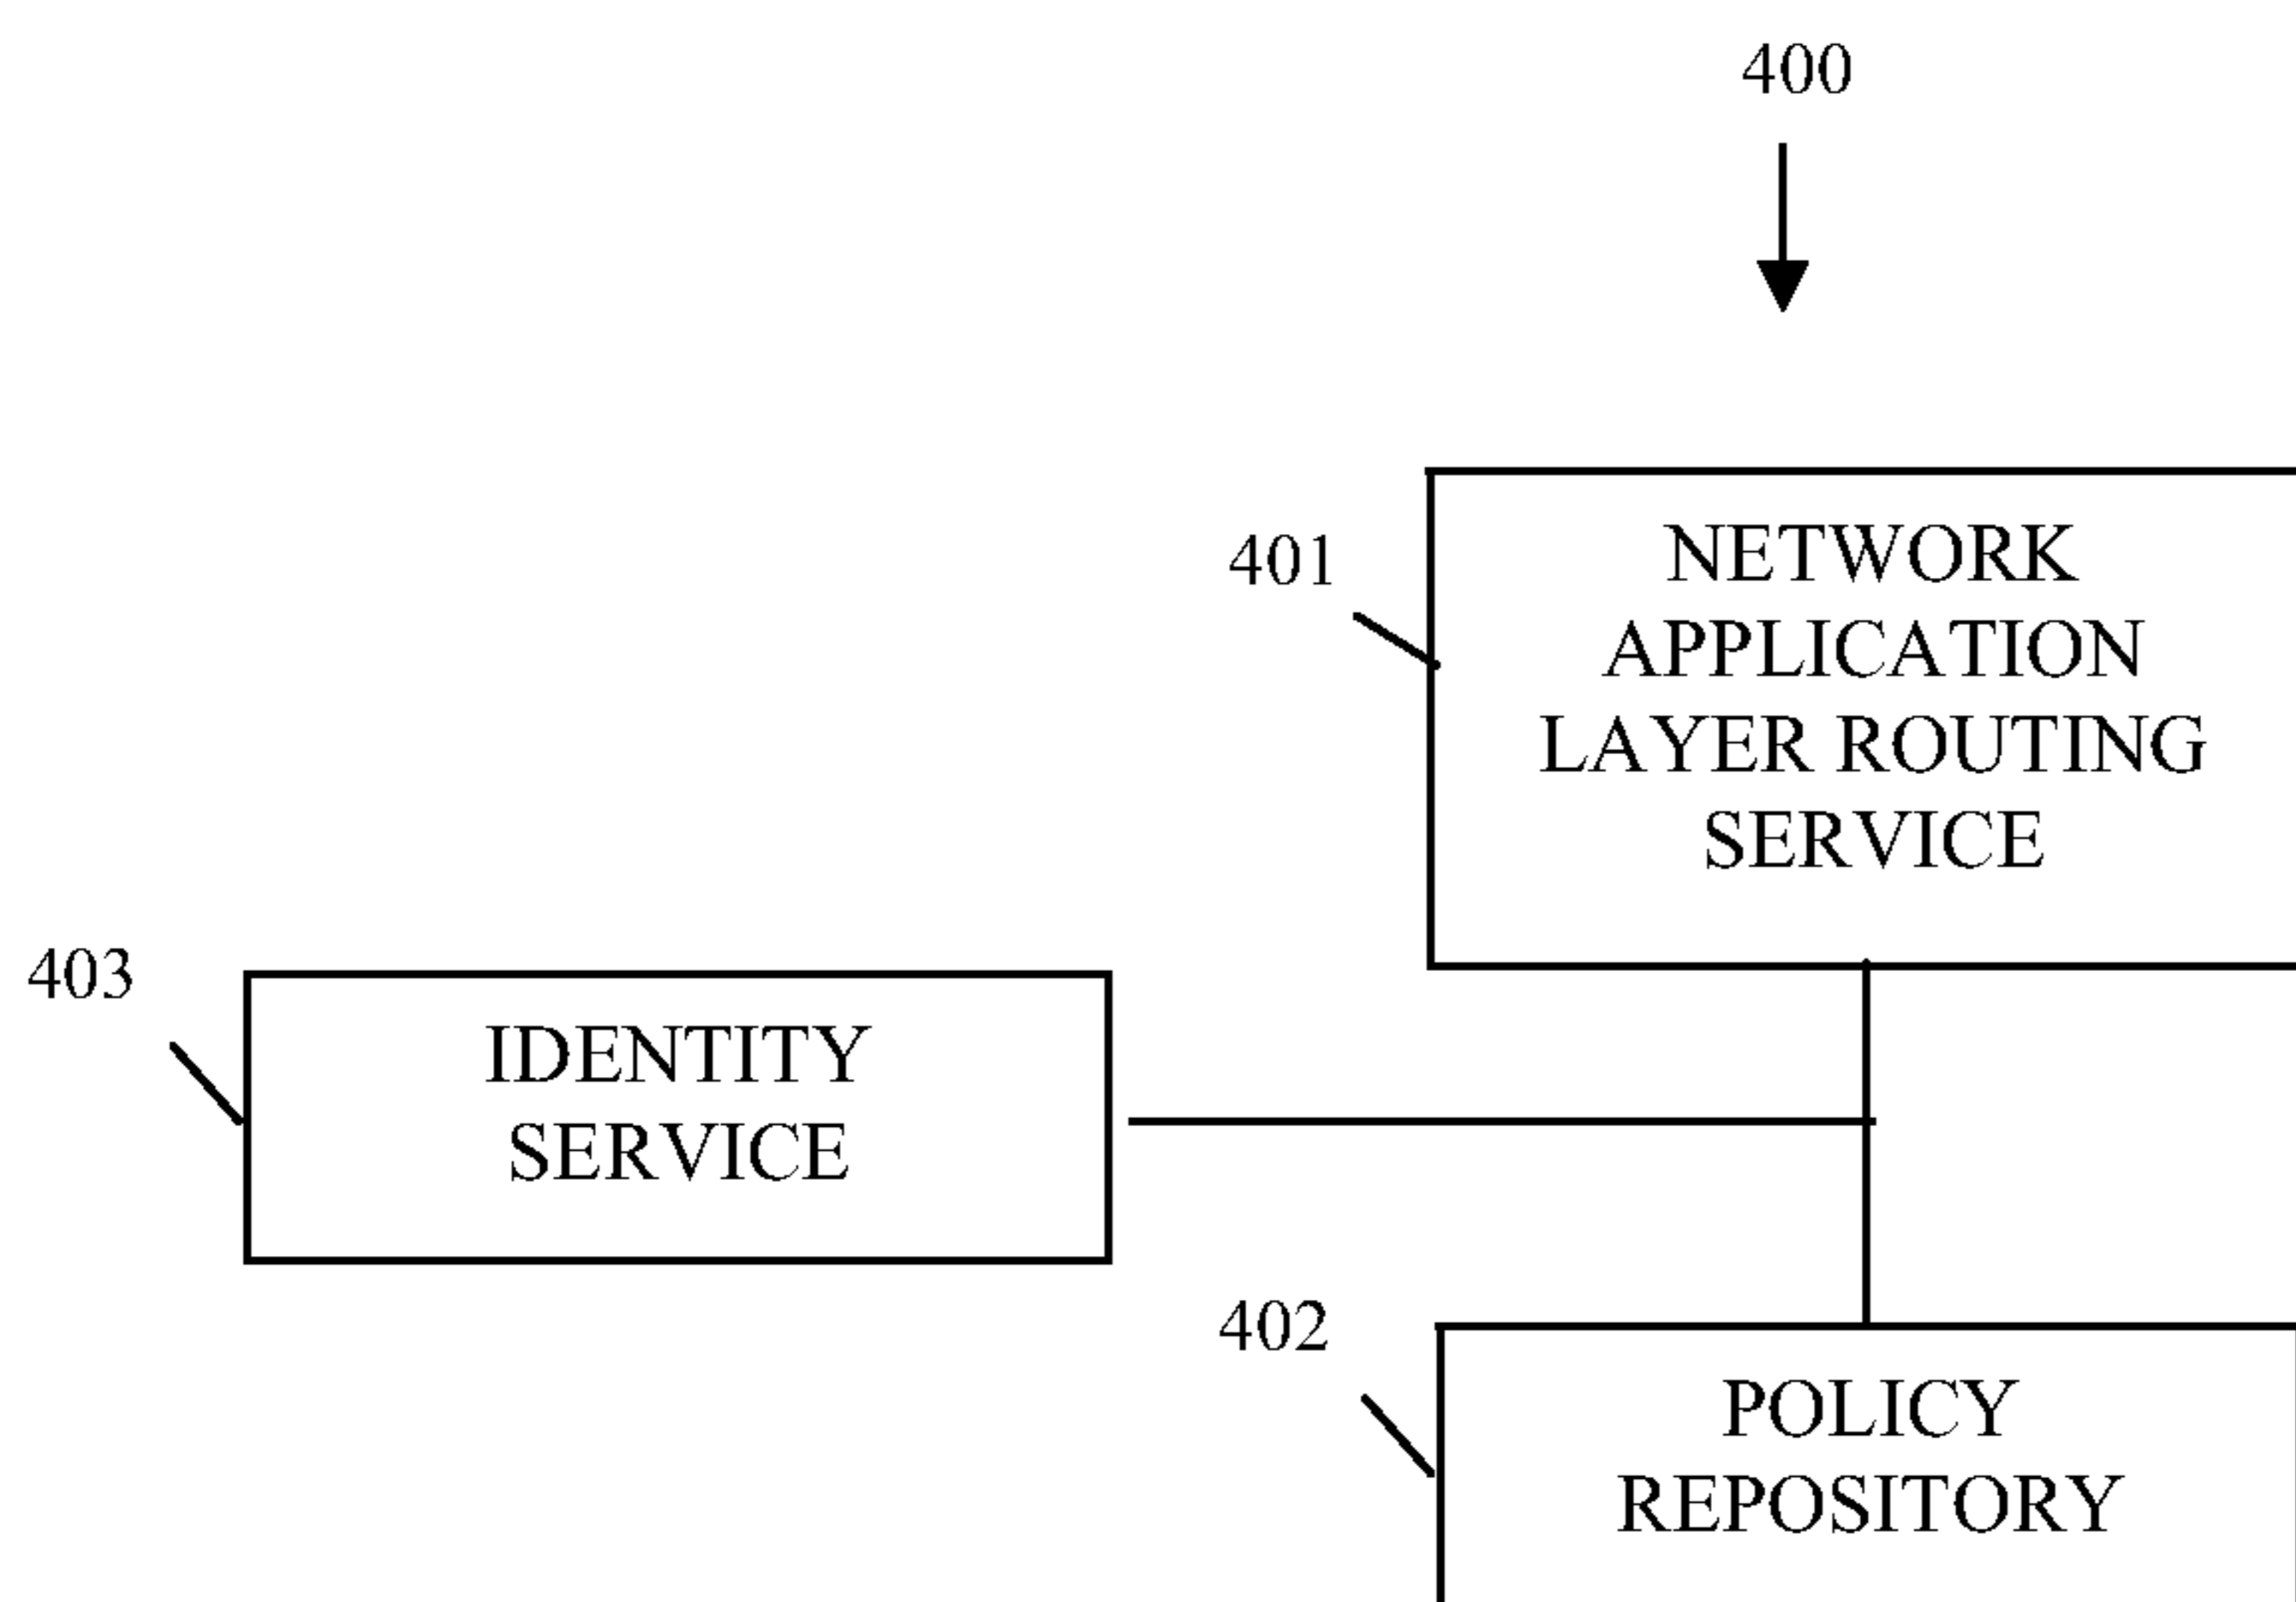 400
401
NETWORK
APPLICATION
LAYER ROUTING
SERVICE
403
IDENTITY
SERVICE
402
POLICY
REPOSITORY